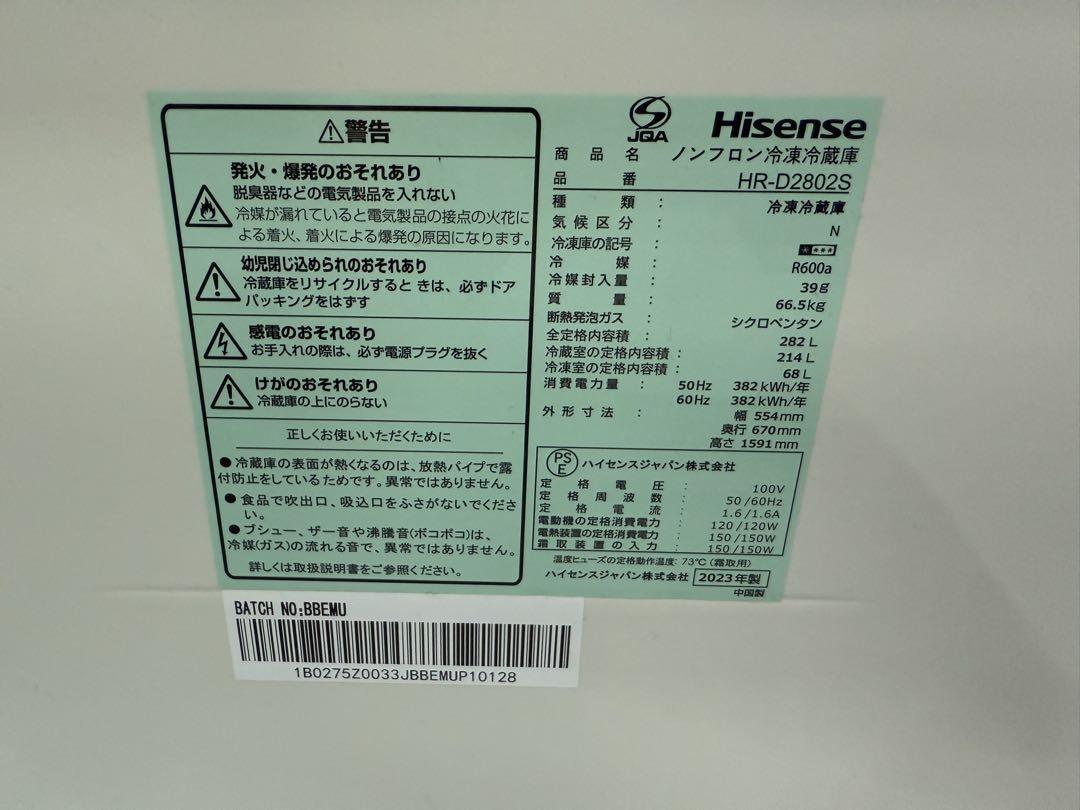 ⚠警告
発火・爆発のおそれあり
脱臭器などの電気製品を入れない
冷媒が漏れていると電気製品の接点の火花に
よる着火、着火による爆発の原因になります。
幼児閉じ込められのおそれあり
冷蔵庫をリサイクルするときは、必ずドア
パッキングをはずす
感電のおそれあり
お手入れの際は、必ず電源プラグを抜く
けがのおそれあり
冷蔵庫の上にのらない
正しくお使いいただくために
●冷蔵庫の表面が熱くなるのは、放熱パイプで露
付防止をしているためです。異常ではありません。
●食品で吹出口、吸込口をふさがないでくださ
い。
●ブシュー、ザー音や沸騰音(ボコボコ)は、
冷媒(ガス)の流れる音で、異常ではありません。
詳しくは取扱説明書をご参照ください。
JQA Hisense
商品名 ノンフロン冷凍冷蔵庫
品番 HR-D2802S
種類： 冷凍冷蔵庫
気候区分： N
冷凍庫の記号：
冷媒： R600a
冷媒封入量： 39g
質量： 66.5kg
断熱発泡ガス： シクロペンタン
全定格内容積： 282 L
冷蔵室の定格内容積： 214 L
冷凍室の定格内容積： 68 L
消費電力量： 50Hz 382 kWh/年
60Hz 382 kWh/年
外形寸法： 幅 554mm
奥行 670mm
高さ 1591mm
PSE ハイセンスジャパン株式会社
定格電圧： 100V
定格周波数： 50/60Hz
定格電流： 1.6/1.6A
電動機の定格消費電力： 120/120W
電熱装置の定格消費電力： 150/150W
霜取装置の入力： 150/150W
温度ヒューズの定格動作温度: 73℃(霜取用)
ハイセンスジャパン株式会社 2023年製
中国製
BATCH NO:BBEMU
1B0275Z0033JBBEMUP10128